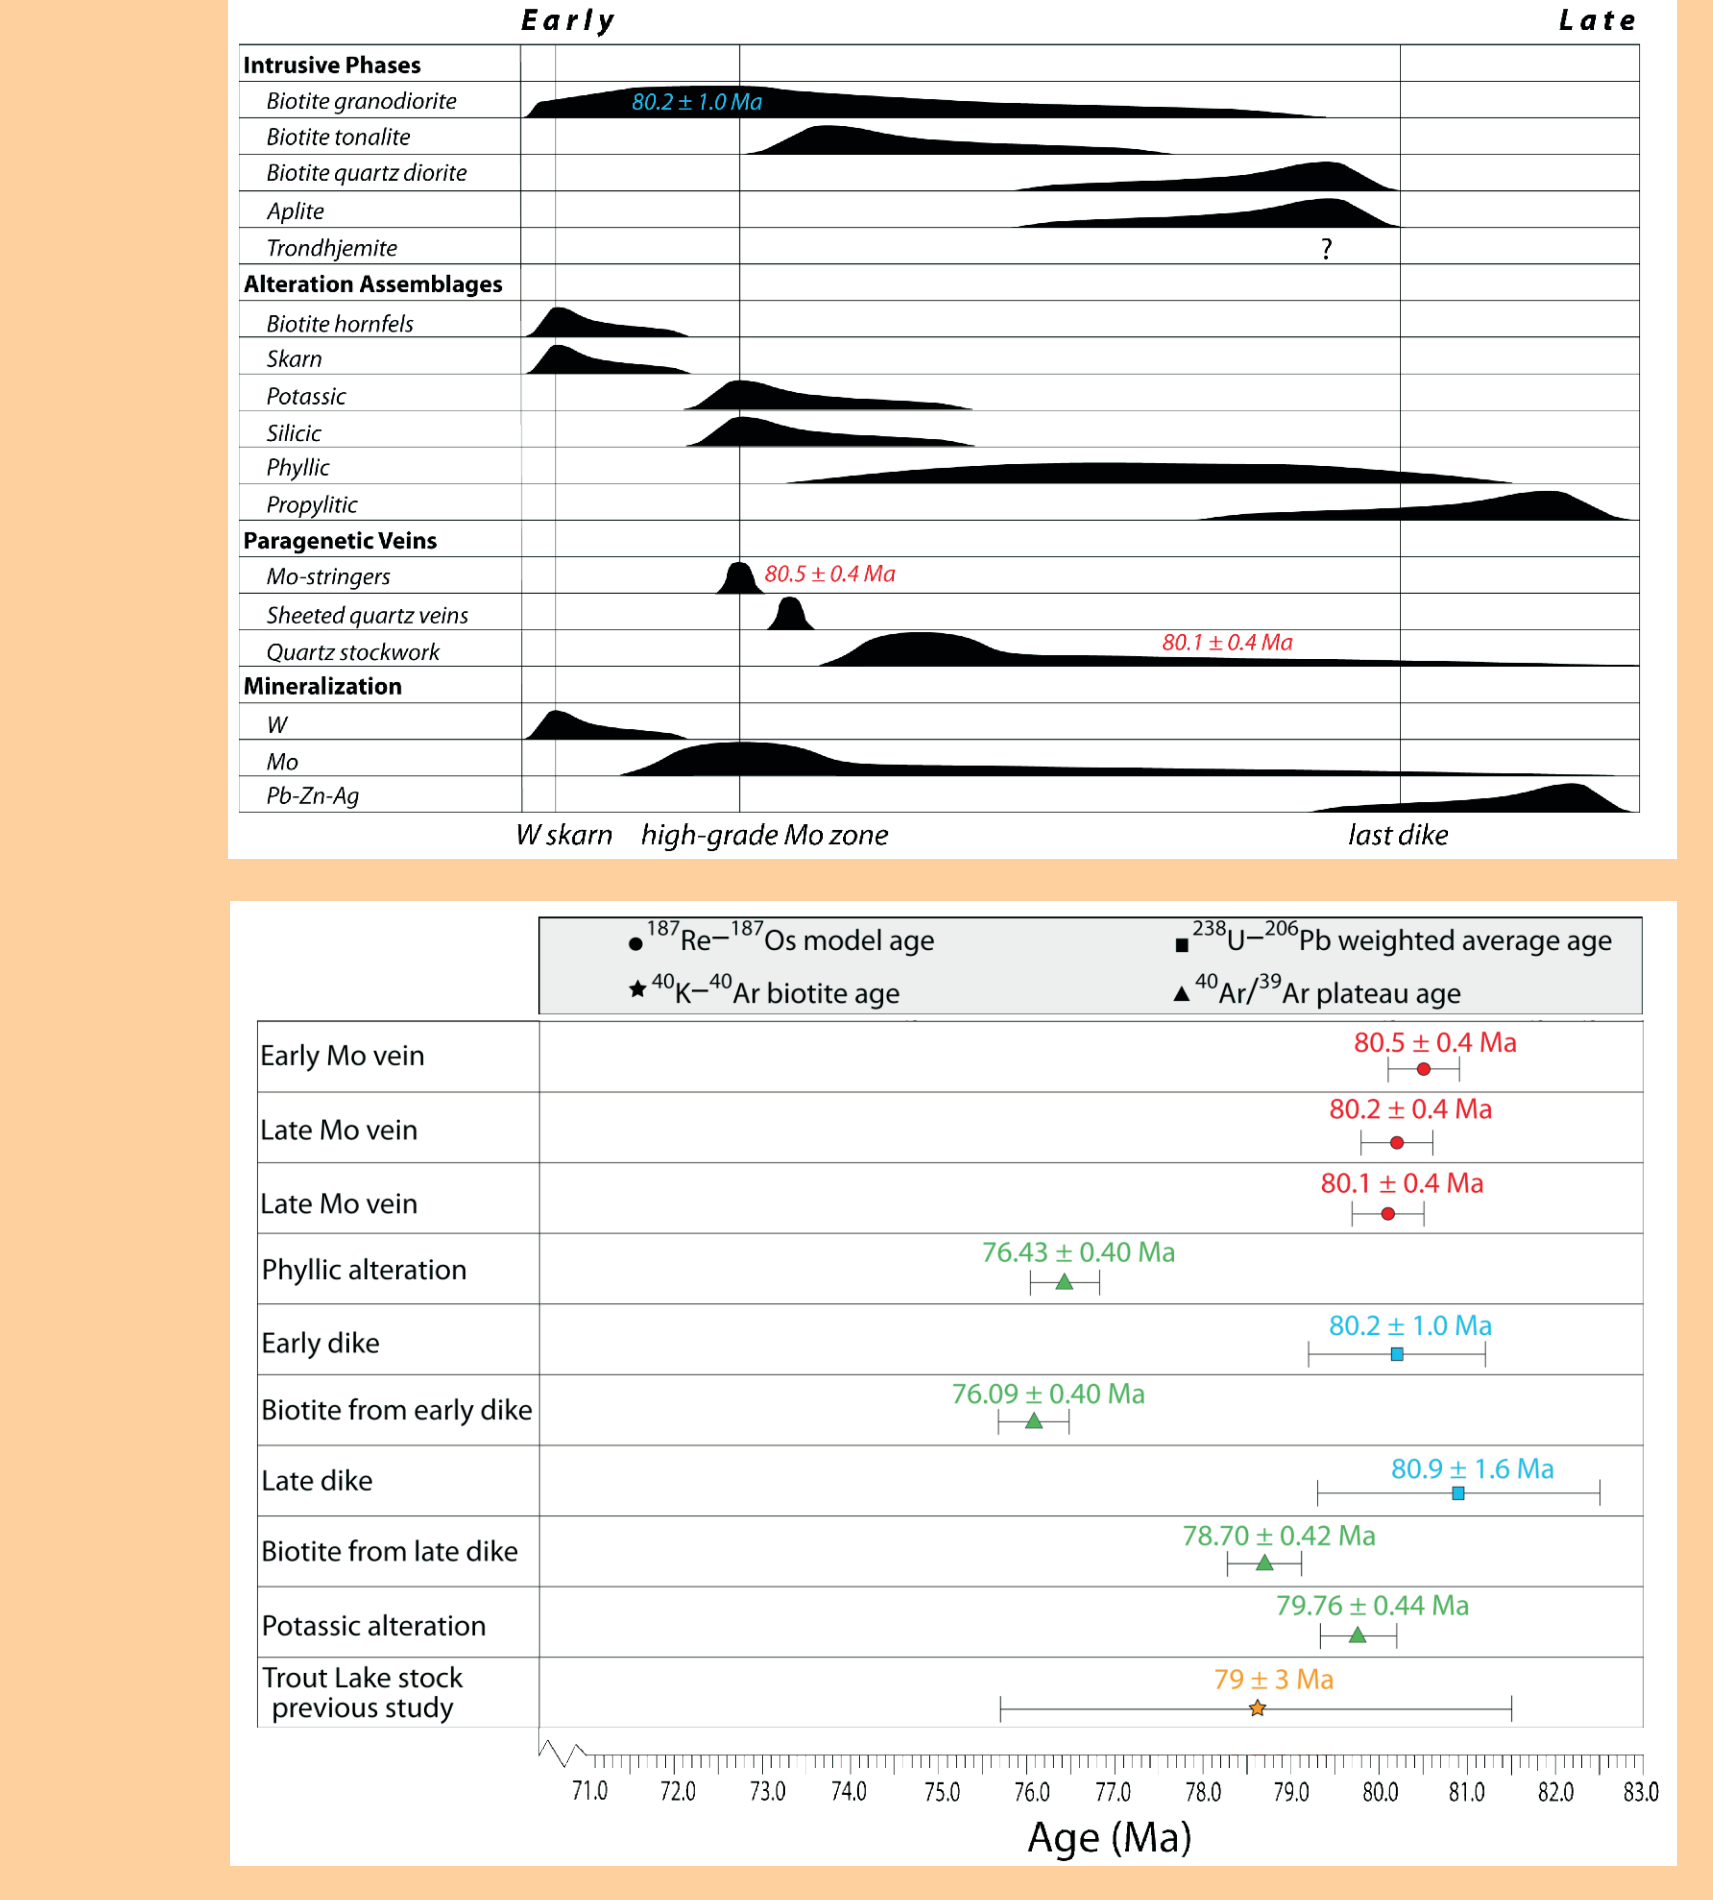 Early Late
Intrusive Phases
Biotite granodiorite 80.2 ± 1.0 Ma
Biotite tonalite
Biotite quartz diorite
Aplite
Trondhjemite ?
Alteration Assemblages
Biotite hornfels
Skarn
Potassic
Silicic
Phyllic
Propylitic
Paragenetic Veins
Mo-stringers 80.5 ± 0.4 Ma
Sheeted quartz veins
Quartz stockwork 80.1 ± 0.4 Ma
Mineralization
W
Mo
Pb-Zn-Ag
W skarn high-grade Mo zone last dike
187Re–187Os model age 238U–206Pb weighted average age
40K–40Ar biotite age 40Ar/39Ar plateau age
Early Mo vein 80.5 ± 0.4 Ma
Late Mo vein 80.2 ± 0.4 Ma
Late Mo vein 80.1 ± 0.4 Ma
Phyllic alteration 76.43 ± 0.40 Ma
Early dike 80.2 ± 1.0 Ma
Biotite from early dike 76.09 ± 0.40 Ma
Late dike 80.9 ± 1.6 Ma
Biotite from late dike 78.70 ± 0.42 Ma
Potassic alteration 79.76 ± 0.44 Ma
Trout Lake stock 79 ± 3 Ma
previous study
71.0 72.0 73.0 74.0 75.0 76.0 77.0 78.0 79.0 80.0 81.0 82.0 83.0
Age (Ma)